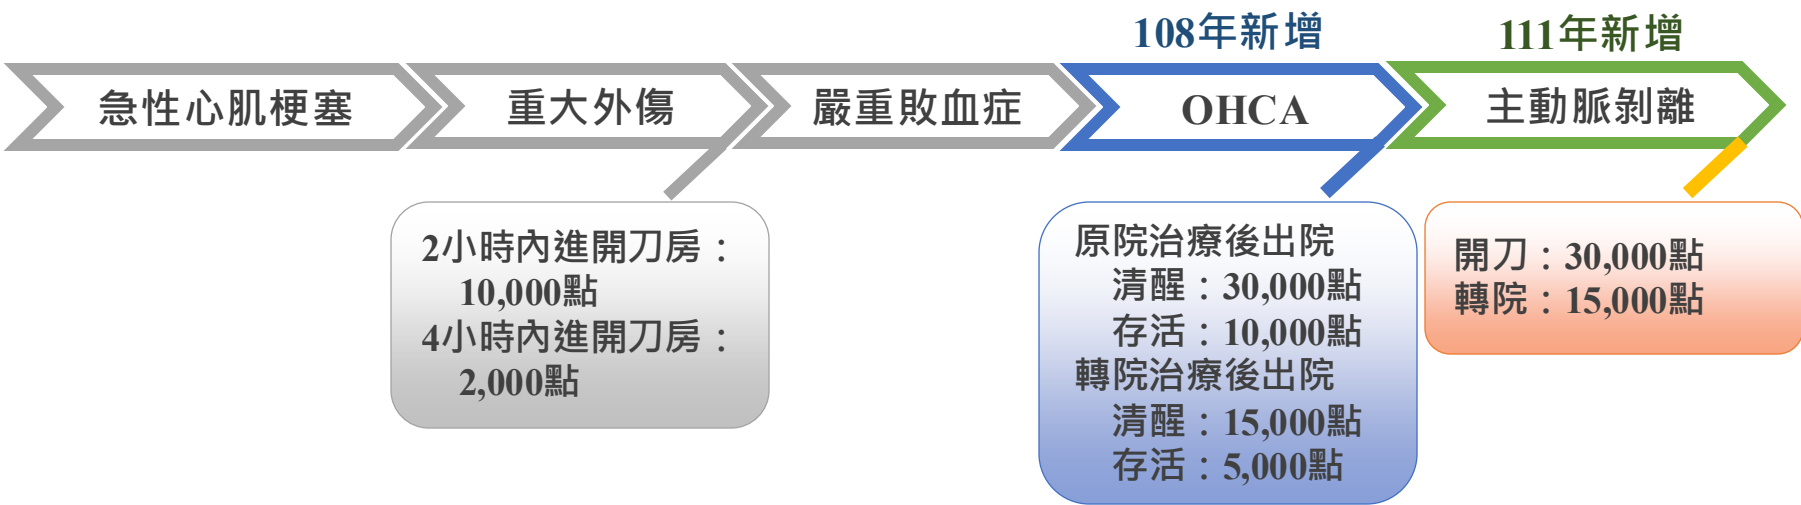 108年新增
111年新增
急性心肌梗塞
重大外傷
嚴重敗血症
OHCA
主動脈剝離
2小時內進開刀房：
10,000點
4小時內進開刀房：
2,000點
原院治療後出院
清醒：30,000點
存活：10,000點
轉院治療後出院
清醒：15,000點
存活：5,000點
開刀：30,000點
轉院：15,000點